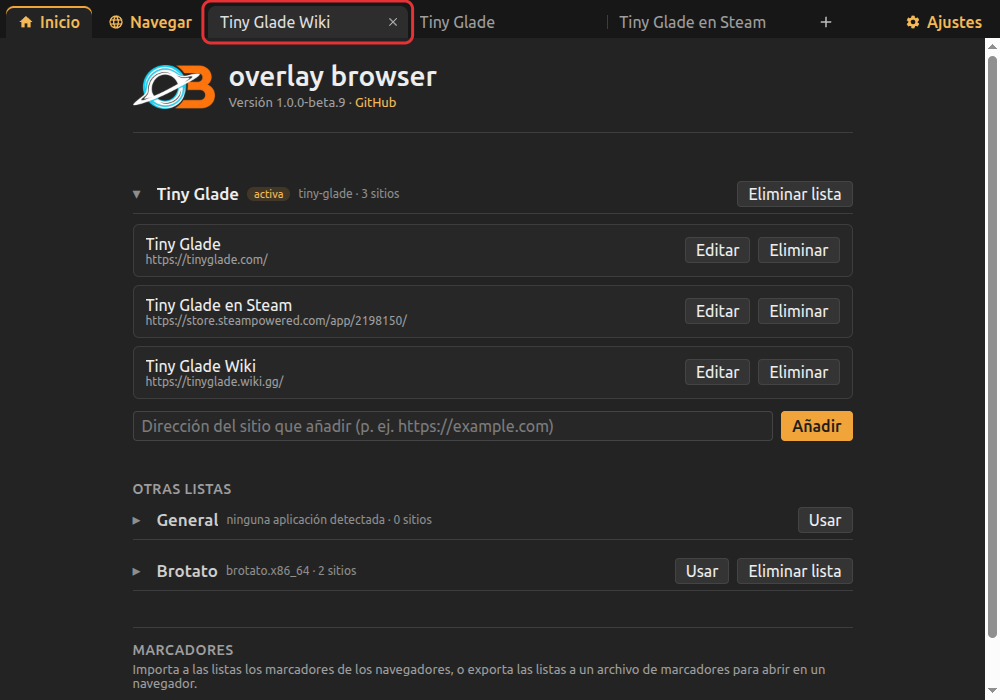 Inicio
Navegar
Tiny Glade Wiki
Tiny Glade
Tiny Glade en Steam
Ajustes
overlay browser
Versión 1.0.0-beta.9 · GitHub
Tiny Glade activa tiny-glade · 3 sitios Eliminar lista
Tiny Glade
https://tinyglade.com/
Editar Eliminar
Tiny Glade en Steam
https://store.steampowered.com/app/2198150/
Editar Eliminar
Tiny Glade Wiki
https://tinyglade.wiki.gg/
Editar Eliminar
Dirección del sitio que añadir (p. ej. https://example.com) Añadir
OTRAS LISTAS
General ninguna aplicación detectada · 0 sitios Usar
Brotato brotato.x86_64 · 2 sitios Usar Eliminar lista
MARCADORES
Importa a las listas los marcadores de los navegadores, o exporta las listas a un archivo de marcadores para abrir en un
navegador.